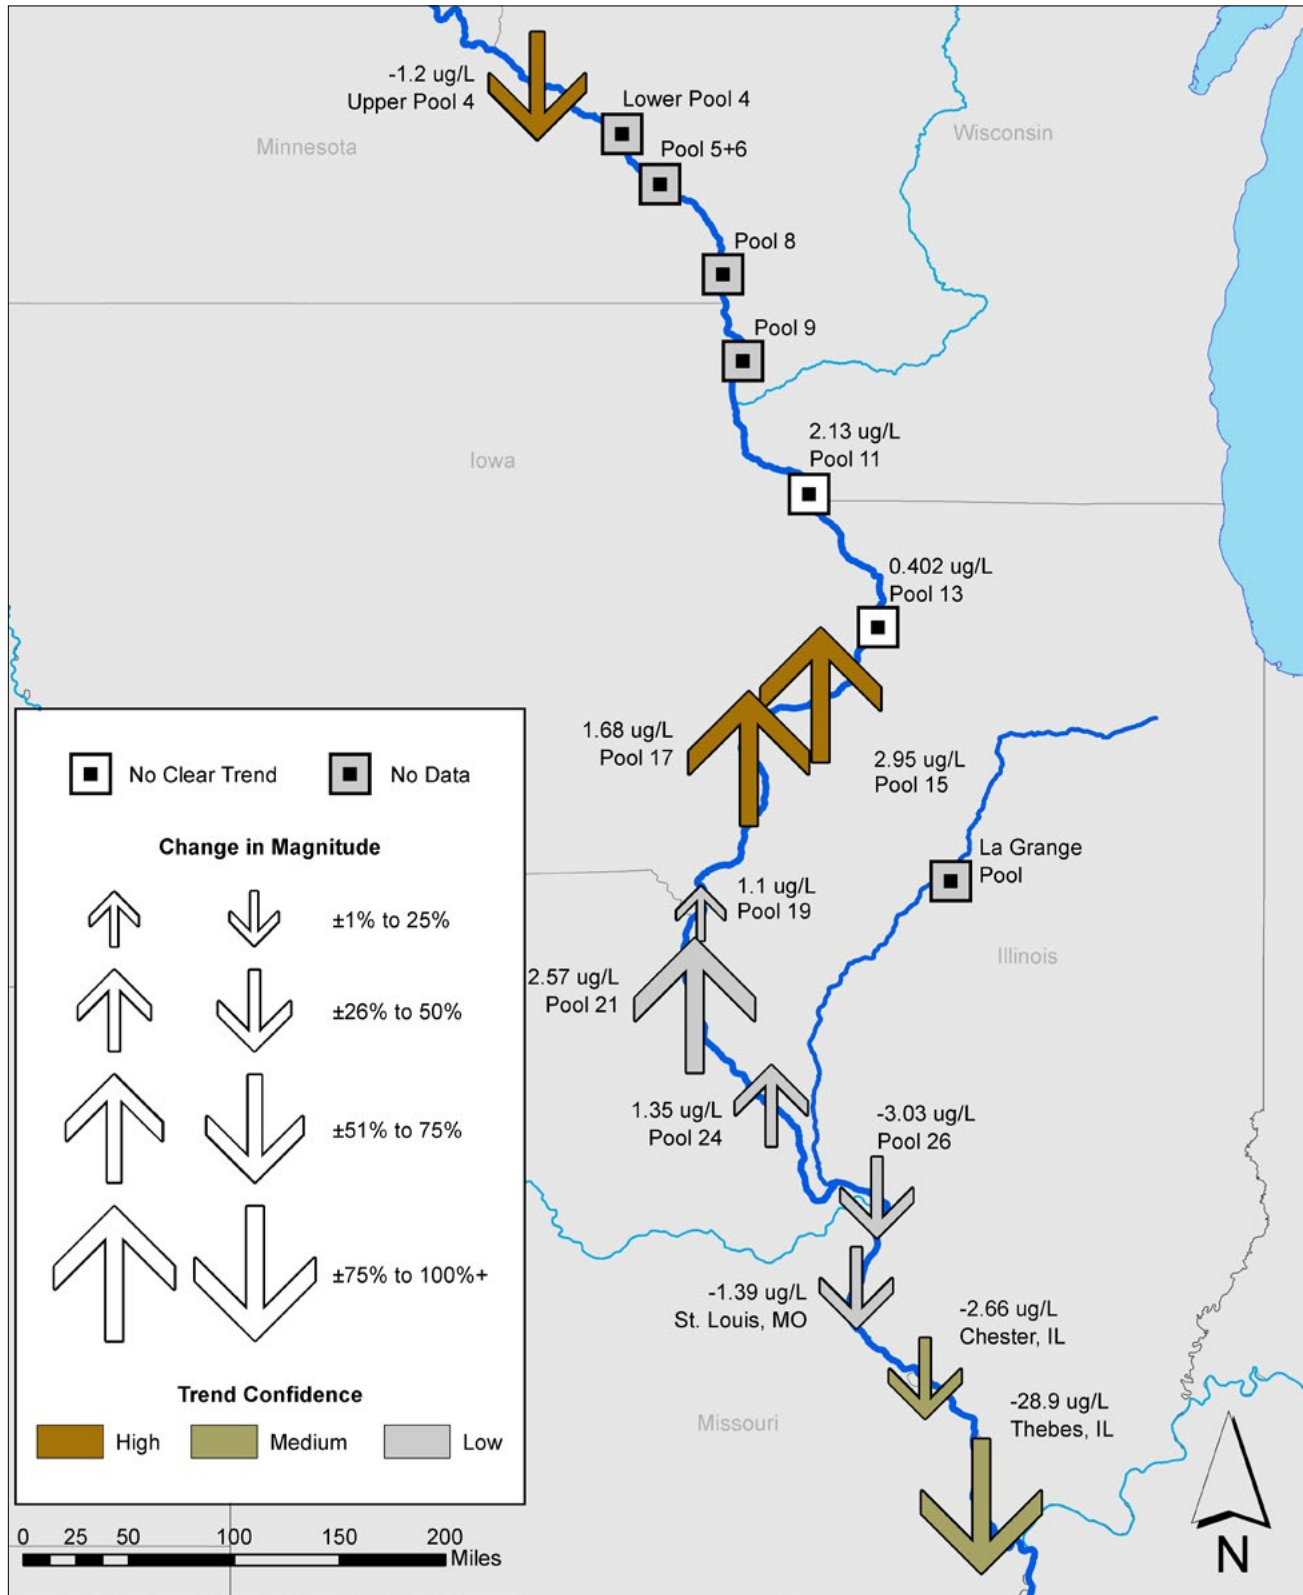 -1.2 ug/L
Upper Pool 4
Lower Pool 4
Pool 5+6
Minnesota
Wisconsin
Pool 8
Pool 9
2.13 ug/L
Pool 11
Iowa
0.402 ug/L
Pool 13
1.68 ug/L
Pool 17
2.95 ug/L
Pool 15
La Grange
Pool
1.1 ug/L
Pool 19
Illinois
2.57 ug/L
Pool 21
1.35 ug/L
Pool 24
-3.03 ug/L
Pool 26
-1.39 ug/L
St. Louis, MO
-2.66 ug/L
Chester, IL
-28.9 ug/L
Thebes, IL
Missouri
No Clear Trend
No Data
Change in Magnitude
±1% to 25%
±26% to 50%
±51% to 75%
±75% to 100%+
Trend Confidence
High
Medium
Low
0 25 50 100 150 200
Miles
N